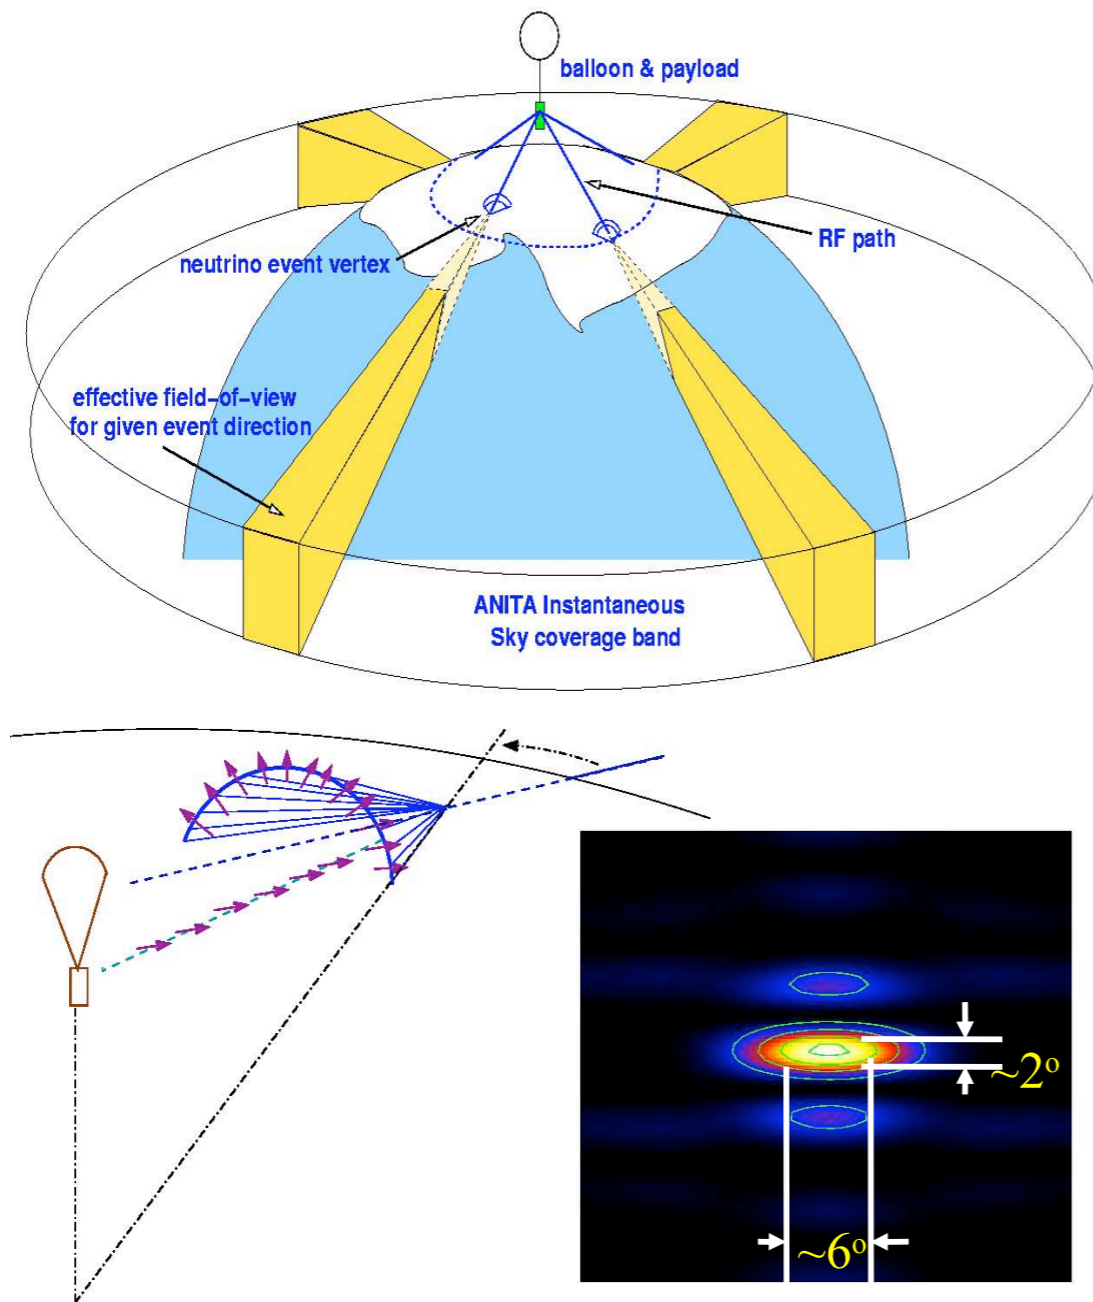 balloon & payload
RF path
neutrino event vertex
effective field-of-view
for given event direction
ANITA Instantaneous
Sky coverage band
~2°
~6°